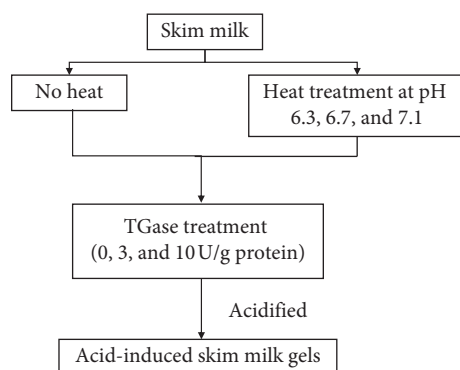 Skim milk
No heat
Heat treatment at pH
6.3, 6.7, and 7.1
TGase treatment
(0, 3, and 10 U/g protein)
Acidified
Acid-induced skim milk gels